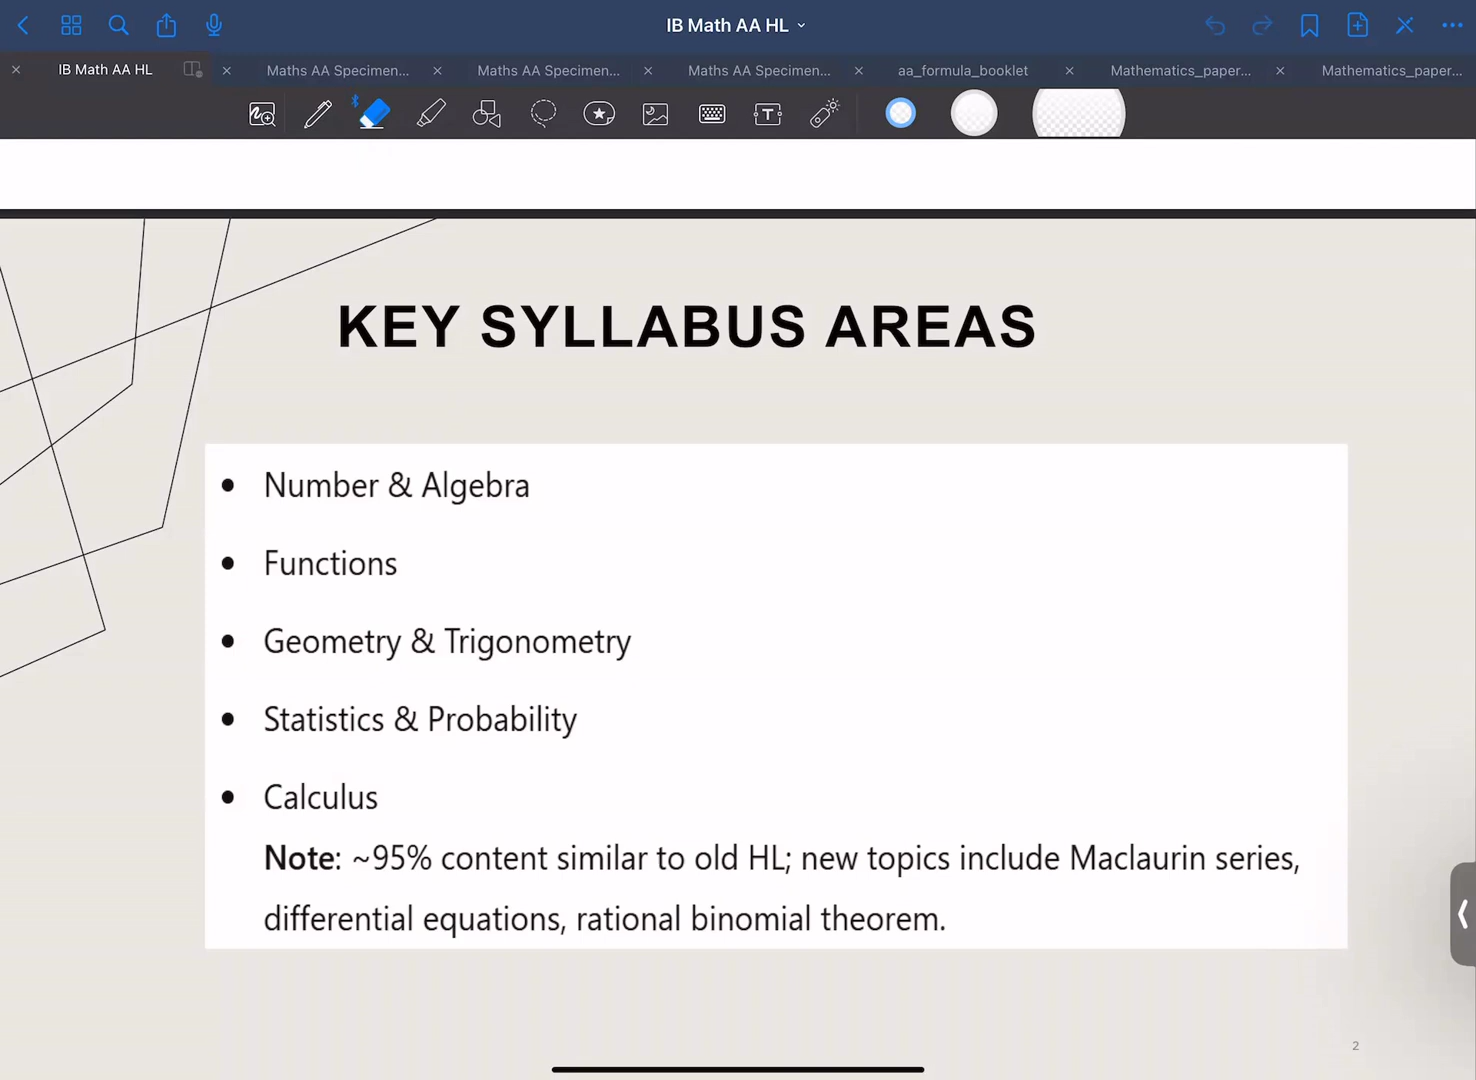 IB Math AA HL
IB Math AA HL
Maths AA Specimen...
Maths AA Specimen...
Maths AA Specimen...
aa_formula_booklet
Mathematics_paper...
Mathematics_paper...
T
KEY SYLLABUS AREAS
• Number & Algebra
• Functions
• Geometry & Trigonometry
• Statistics & Probability
• Calculus
Note: ~95% content similar to old HL; new topics include Maclaurin series,
differential equations, rational binomial theorem.
2